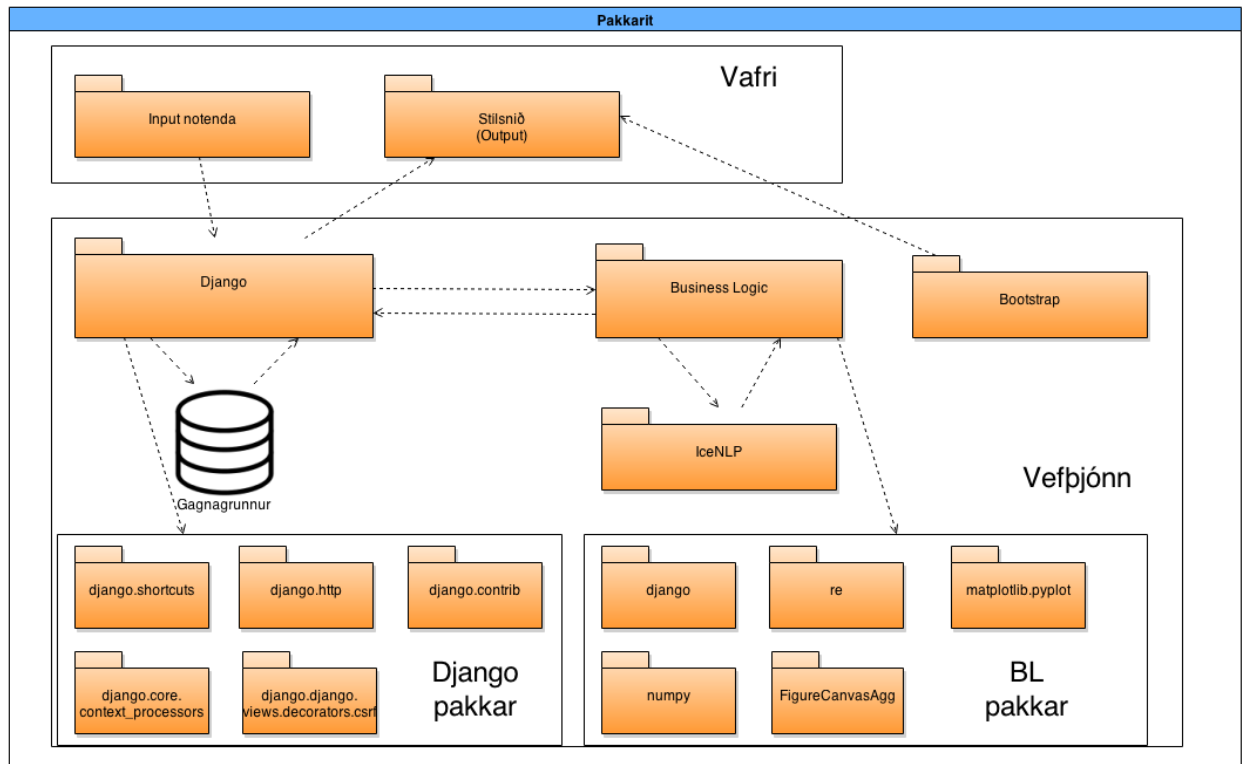 Pakkarit
Vafri
Input notenda
Stilsnið
(Output)
Django
Business Logic
Bootstrap
IceNLP
Vefþjónn
Gagnagrunnur
django.shortcuts
django.http
django.contrib
django.core.
context_processors
django.django.
views.decorators.csrf
Django
pakkar
django
re
matplotlib.pyplot
numpy
FigureCanvasAgg
BL
pakkar